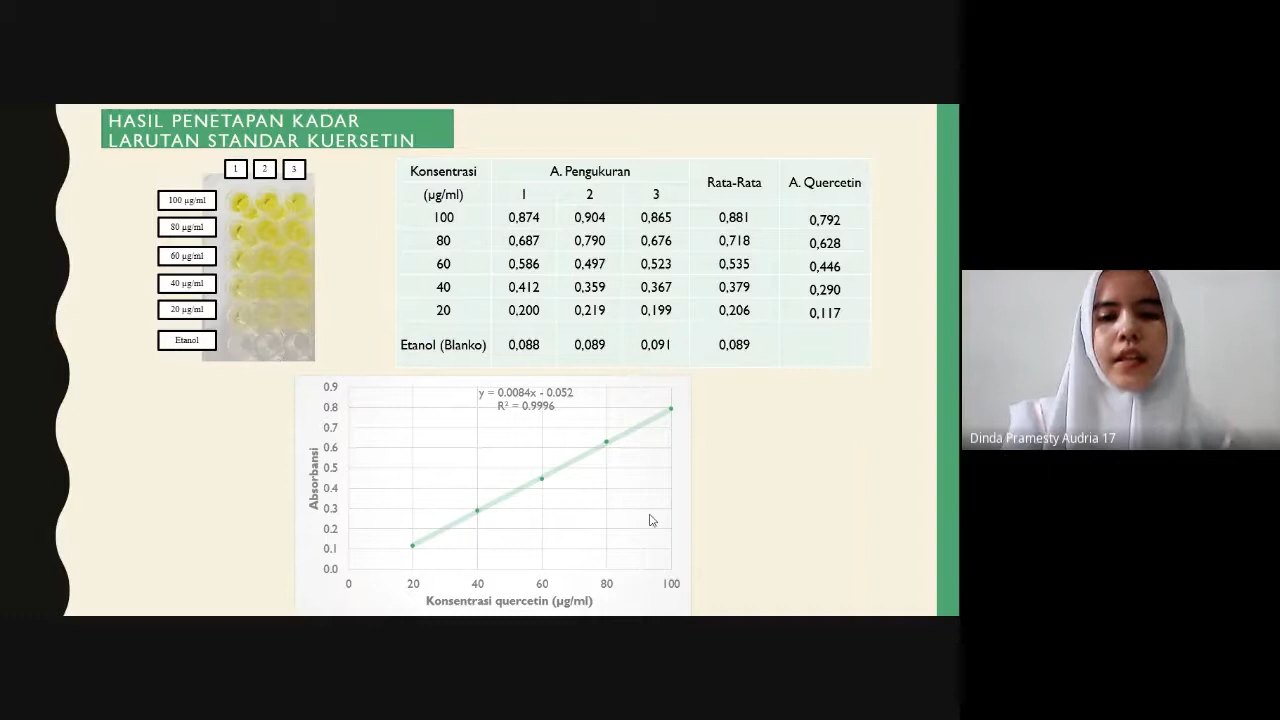 HASIL PENETAPAN KADAR
LARUTAN STANDAR KUERSETIN
1 2 3
100 µg/ml
80 µg/ml
60 µg/ml
40 µg/ml
20 µg/ml
Etanol
Konsentrasi A. Pengukuran Rata-Rata A. Quercetin
(µg/ml) 1 2 3
100 0,874 0,904 0,865 0,881 0,792
80 0,687 0,790 0,676 0,718 0,628
60 0,586 0,497 0,523 0,535 0,446
40 0,412 0,359 0,367 0,379 0,290
20 0,200 0,219 0,199 0,206 0,117
Etanol (Blanko) 0,088 0,089 0,091 0,089
y = 0.0084x - 0.052
R² = 0.9996
Absorbansi
0.9
0.8
0.7
0.6
0.5
0.4
0.3
0.2
0.1
0.0
0 20 40 60 80 100
Konsentrasi quercetin (µg/ml)
Dinda Pramesty Audria 17